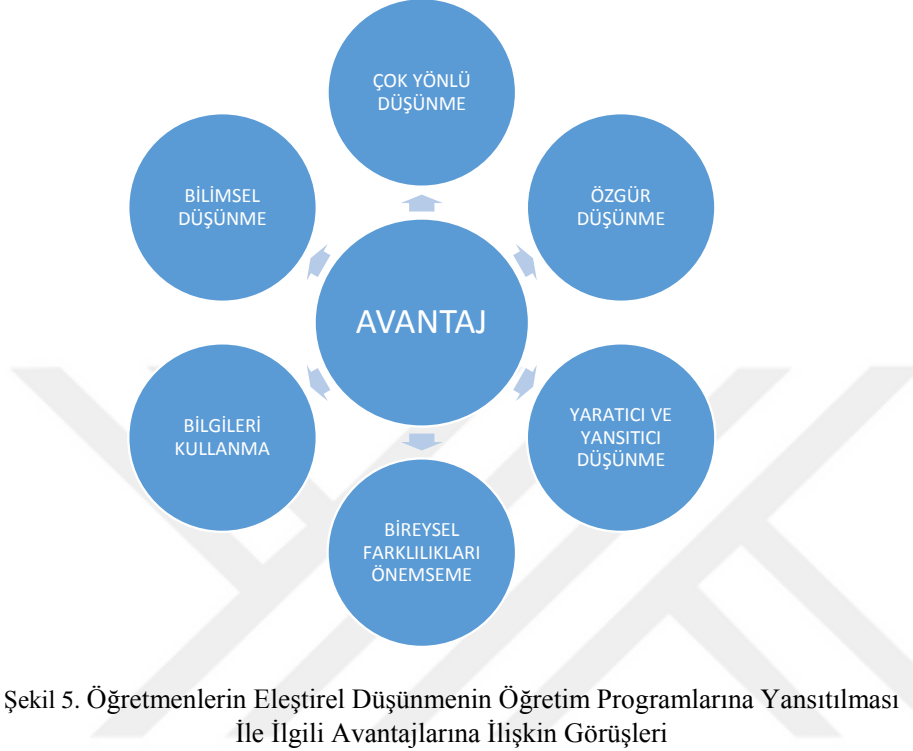 ÇOK YÖNLÜ
DÜŞÜNME
ÖZGÜR
DÜŞÜNME
YARATICI VE
YANSITICI
DÜŞÜNME
BİREYSEL
FARKLILIKLARI
ÖNEMSEME
BİLGİLERİ
KULLANMA
BİLİMSEL
DÜŞÜNME
AVANTAJ
Şekil 5. Öğretmenlerin Eleştirel Düşünmenin Öğretim Programlarına Yansıtılması
İle İlgili Avantajlarına İlişkin Görüşleri